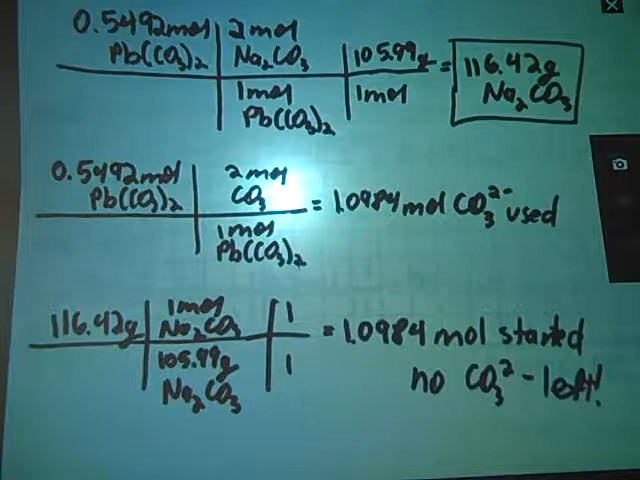 0.5492mol | 2mol
Pb(CO3)2 | Na2CO3 | 105.99g = 116.42g
1mol | 1mol Na2CO3
Pb(CO3)2
0.5492mol | 2mol
Pb(CO3)2 | CO3 = 1.0984 mol CO3^2- used
1mol
Pb(CO3)2
116.42g | 1mol Na2CO3 | 1 = 1.0984 mol started
105.99g | 1 no CO3^2- left!
Na2CO3